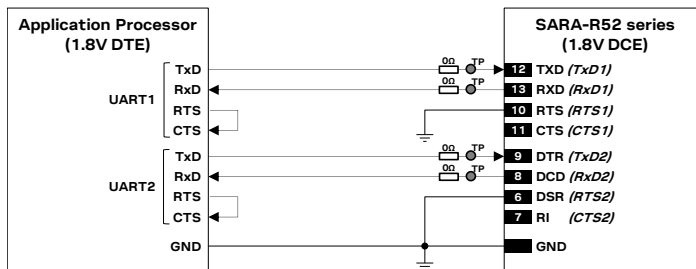 Application Processor
(1.8V DTE)
SARA-R52 series
(1.8V DCE)
UART1
TxD
0Ω
TP
12
TXD (TxD1)
RxD
0Ω
TP
13
RXD (RxD1)
RTS
10
RTS (RTS1)
CTS
11
CTS (CTS1)
UART2
TxD
0Ω
TP
9
DTR (TxD2)
RxD
0Ω
TP
8
DCD (RxD2)
RTS
6
DSR (RTS2)
CTS
7
RI (CTS2)
GND
GND